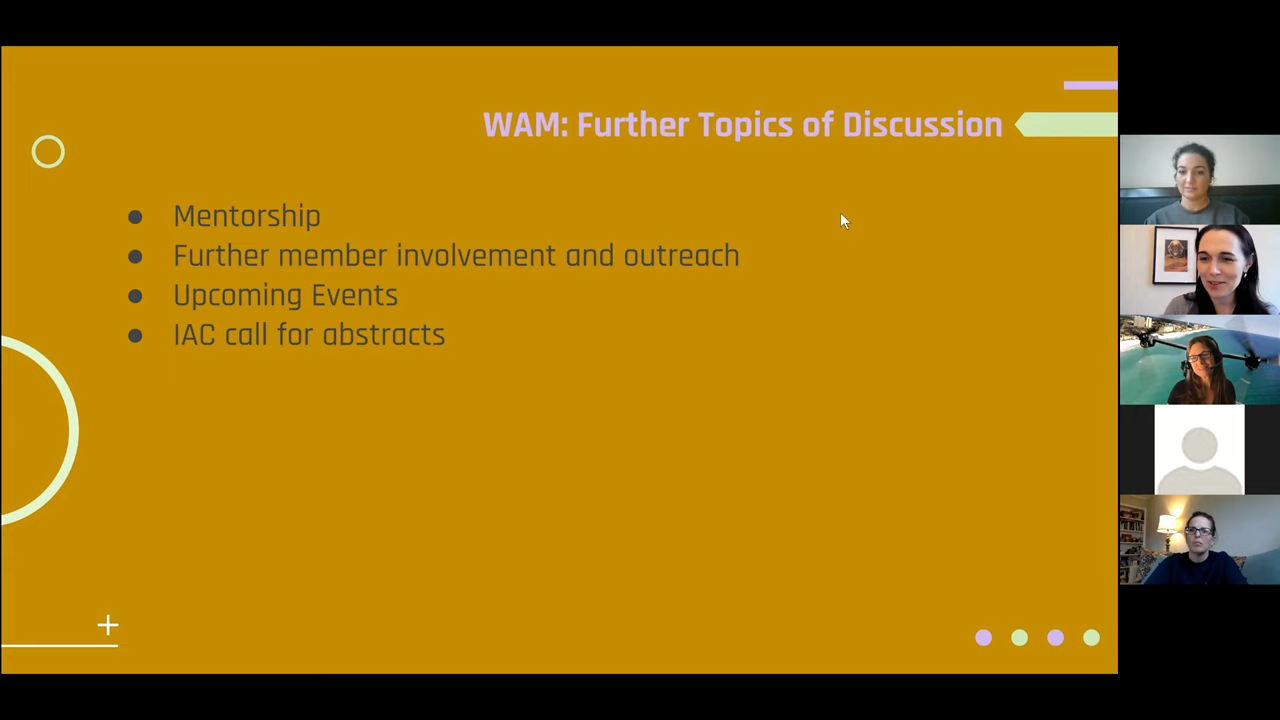 WAM: Further Topics of Discussion
● Mentorship
● Further member involvement and outreach
● Upcoming Events
● IAC call for abstracts